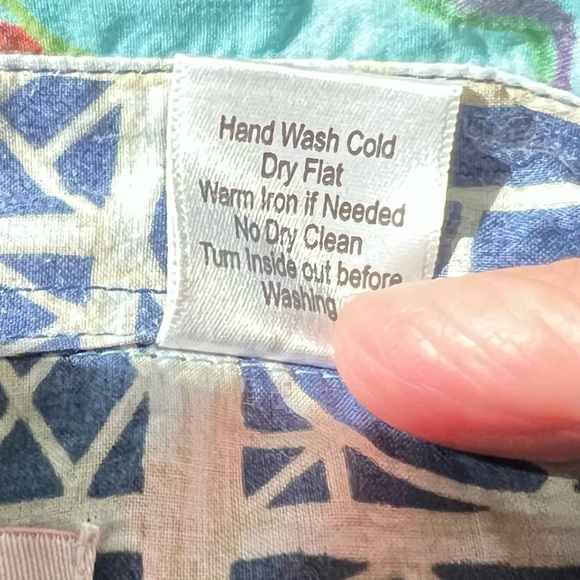 Hand Wash Cold
Dry Flat
Warm Iron if Needed
No Dry Clean
Turn Inside out before
Washing